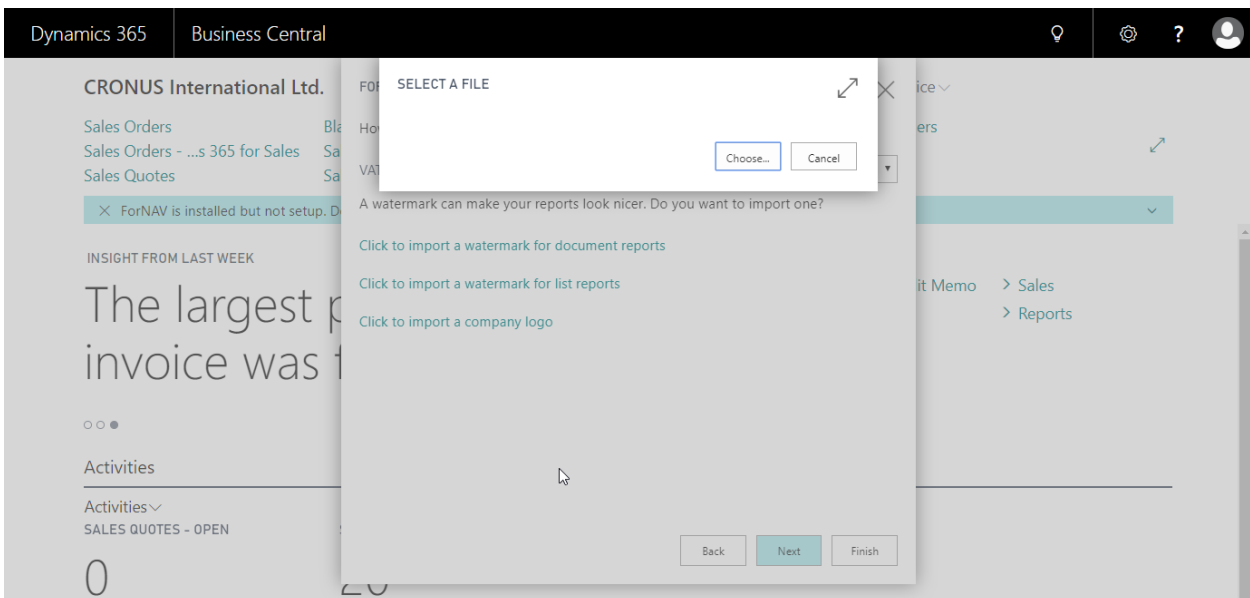 Dynamics 365 Business Central ?
CRONUS International Ltd.
Sales Orders
Sales Orders - ...s 365 for Sales
Sales Quotes
ForNAV is installed but not setup.
INSIGHT FROM LAST WEEK
The largest
invoice was
Activities
Activities
SALES QUOTES - OPEN
0
SELECT A FILE
Choose...
Cancel
VAT
A watermark can make your reports look nicer. Do you want to import one?
Click to import a watermark for document reports
Click to import a watermark for list reports
Click to import a company logo
Back
Next
Finish
> Sales
> Reports